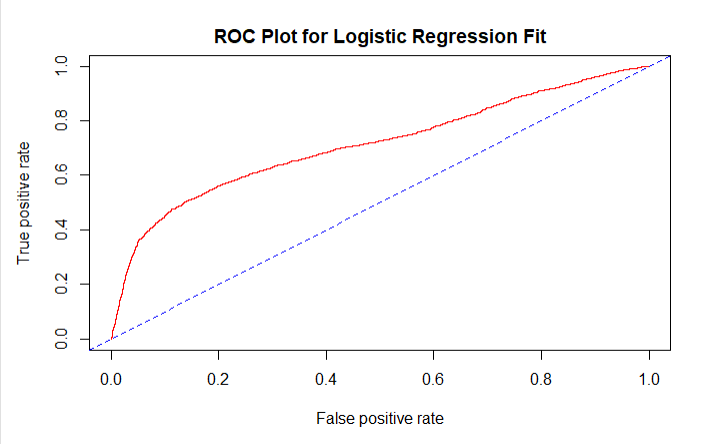 ROC Plot for Logistic Regression Fit
1.0
0.8
0.6
0.4
0.2
0.0
True positive rate
0.0 0.2 0.4 0.6 0.8 1.0
False positive rate